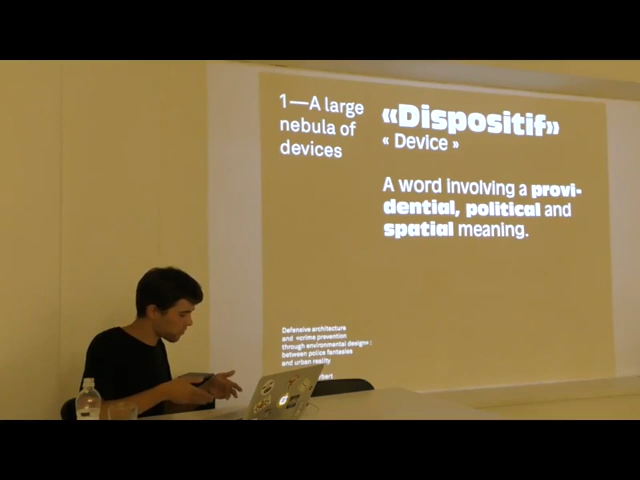 1—A large
nebula of
devices
«Dispositif»
« Device »
A word involving a provi-
dential, political and
spatial meaning.
Defensive architecture
and «crime prevention
through environmental design» :
between police fantasies
and urban reality